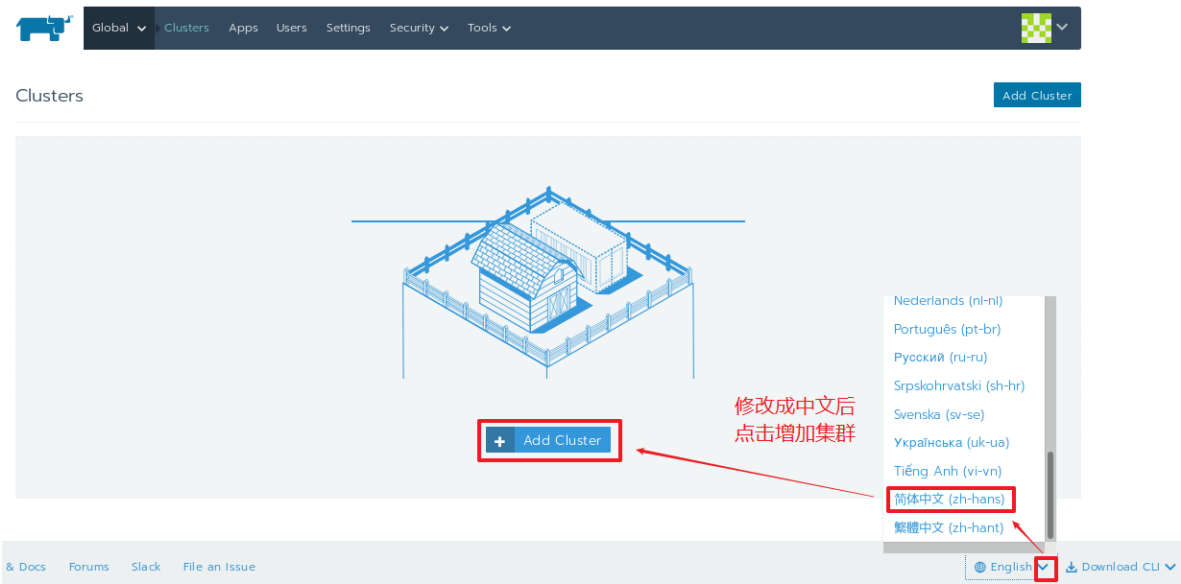 Global Clusters Apps Users Settings Security Tools
Clusters
Add Cluster
Nederlands (nl-nl)
Português (pt-br)
Русский (ru-ru)
Srpskohrvatski (sh-hr)
Svenska (sv-se)
Українська (uk-ua)
Tiếng Anh (vi-vn)
简体中文 (zh-hans)
繁體中文 (zh-hant)
修改成中文后
点击增加集群
+ Add Cluster
& Docs Forums Slack File an Issue
English
Download CLI